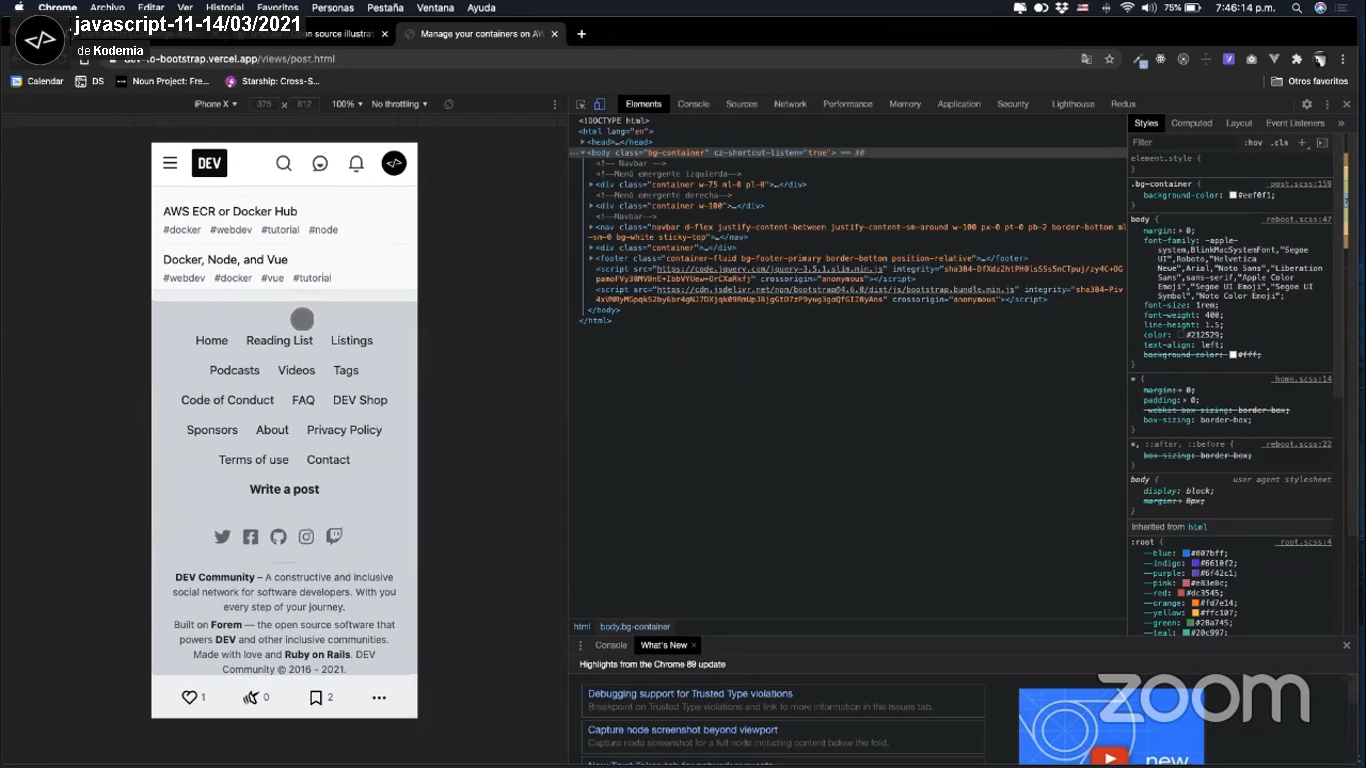 Chrome Archivo Editar Ver Historial Favoritos Personas Pestaña Ventana Ayuda 75% 7:46:14 p.m.
javascript-11-14/03/2021
de Kodemia
open source illustrat
Manage your containers on AW
-to-bootstrap.vercel.app/views/post.html
Calendar DS Noun Project: Fre... Starship: Cross-S... Otros favoritos
iPhone X 375 x 812 100% No throttling
Elements Console Sources Network Performance Memory Application Security Lighthouse Redux
DEV
AWS ECR or Docker Hub
#docker #webdev #tutorial #node
Docker, Node, and Vue
#webdev #docker #vue #tutorial
Home Reading List Listings
Podcasts Videos Tags
Code of Conduct FAQ DEV Shop
Sponsors About Privacy Policy
Terms of use Contact
Write a post
DEV Community – A constructive and inclusive
social network for software developers. With you
every step of your journey.
Built on Forem — the open source software that
powers DEV and other inclusive communities.
Made with love and Ruby on Rails. DEV
Community © 2016 - 2021.
1 0 2
<!DOCTYPE html>
<html lang="en">
<head>…</head>
<body class="bg-container" cz-shortcut-listen="true"> == $0
<!-- Navbar -->
<!--Menú emergente izquierda-->
<div class="container w-75 ml-0 pl-0">…</div>
<!--Menú emergente derecha-->
<div class="container w-100">…</div>
<!--Navbar-->
<nav class="navbar d-flex justify-content-between justify-content-sm-around w-100 px-0 pt-0 pb-2 border-bottom ml
-sm-0 bg-white sticky-top">…</nav>
<div class="container">…</div>
<footer class="container-fluid bg-footer-primary border-bottom position-relative">…</footer>
<script src="https://code.jquery.com/jquery-3.5.1.slim.min.js" integrity=
crossorigin="anonymous"></script>
<script src="https://cdn.jsdelivr.net/npm/bootstrap@4.6.0/dist/js/bootstrap.bundle.min.js" integrity=
crossorigin="anonymous"></script>
</body>
</html>
html body.bg-container
Styles Computed Layout Event Listeners
Filter :hov .cls
element.style {
}
.bg-container { post.scss:159
background-color: #eef0f1;
}
body { _reboot.scss:47
margin: 0;
font-family: -apple-
system,BlinkMacSystemFont,"Segoe
UI",Roboto,"Helvetica
Neue",Arial,"Noto Sans","Liberation
Sans",sans-serif,"Apple Color
Emoji","Segoe UI Emoji","Segoe UI
Symbol","Noto Color Emoji";
font-size: 1rem;
font-weight: 400;
line-height: 1.5;
color: #212529;
text-align: left;
background-color: #fff;
}
* { home.scss:14
margin: 0;
padding: 0;
-webkit-box-sizing: border-box;
box-sizing: border-box;
}
*, ::after, ::before { _reboot.scss:22
box-sizing: border-box;
}
body { user agent stylesheet
display: block;
margin: 8px;
}
Inherited from html
:root { _root.scss:4
--blue: #007bff;
--indigo: #6610f2;
--purple: #6f42c1;
--pink: #e83e8c;
--red: #dc3545;
--orange: #fd7e14;
--yellow: #ffc107;
--green: #28a745;
--teal: #20c997;
Console What's New
Highlights from the Chrome 89 update
Debugging support for Trusted Type violations
Breakpoint on Trusted Type violations and link to more information in the Issues tab.
Capture node screenshot beyond viewport
Capture node screenshot for a full node including content below the fold.
new
zoom